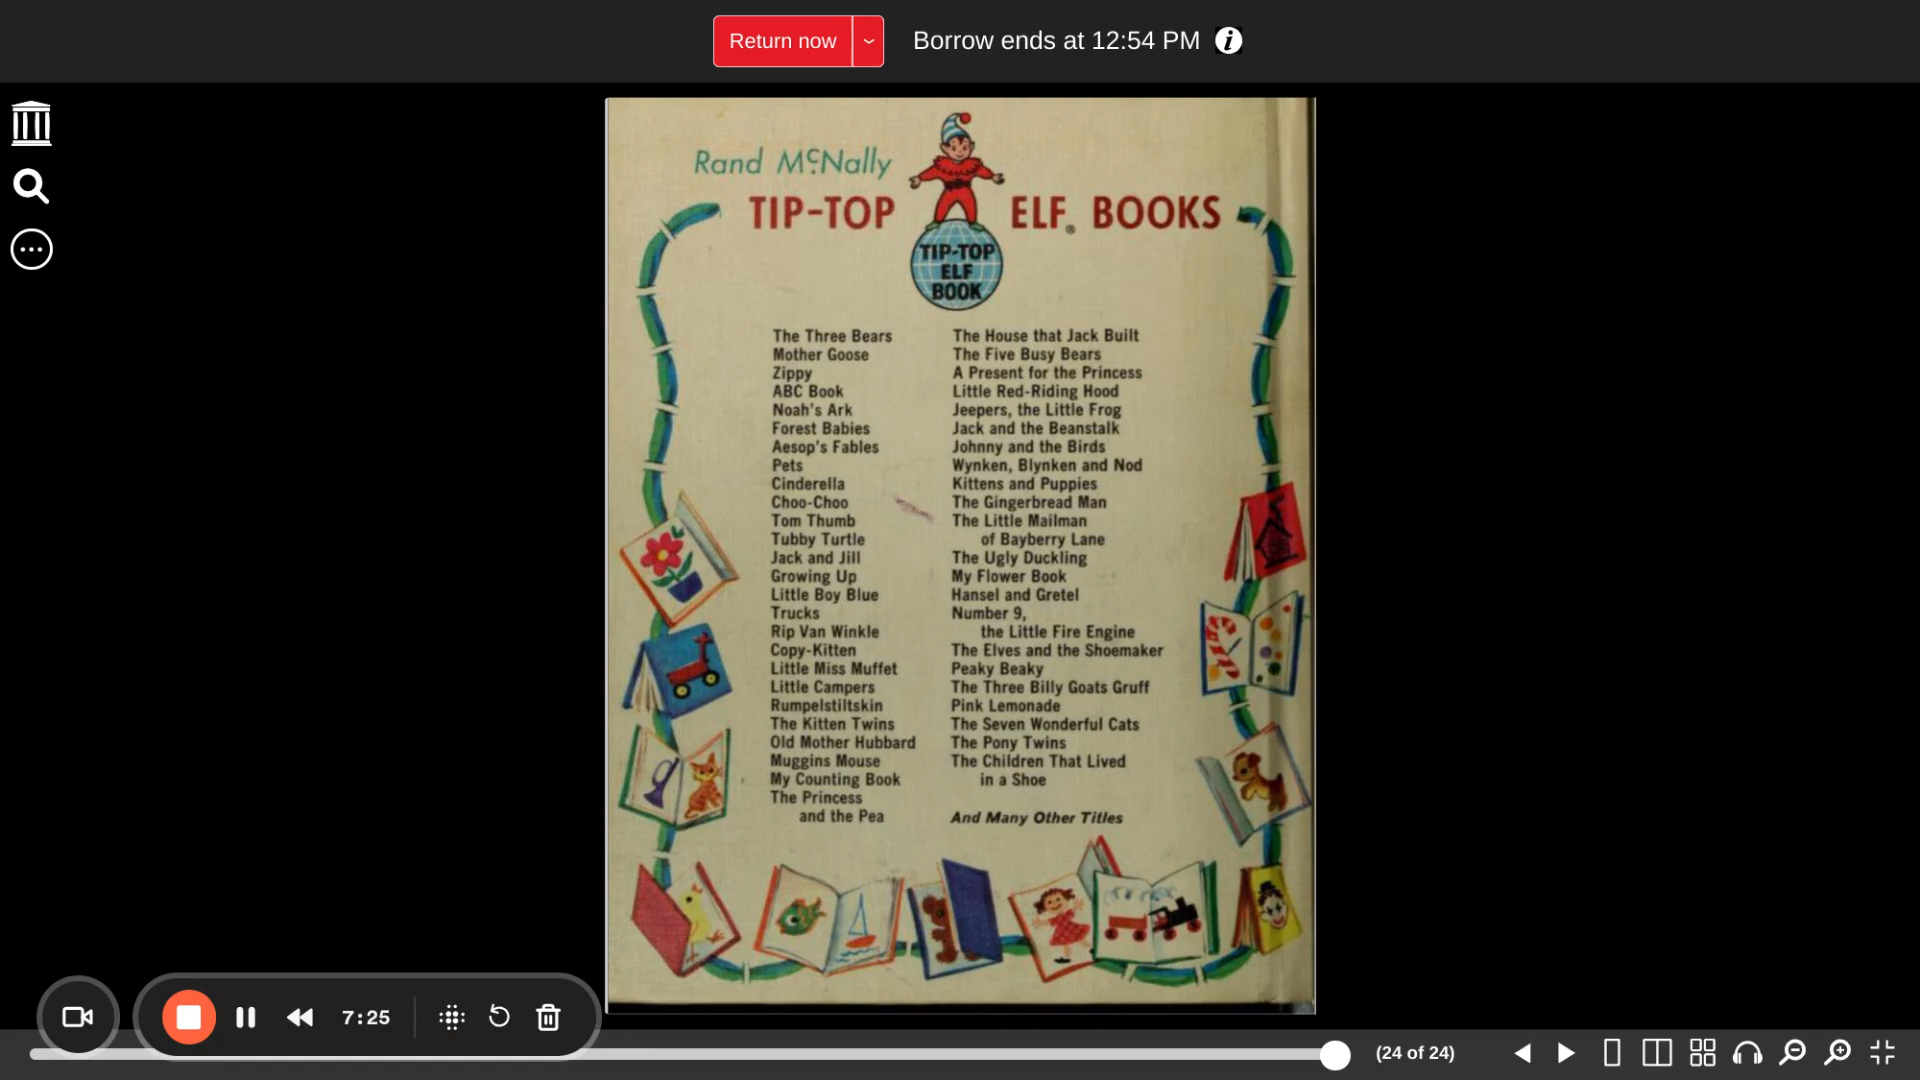 Return now
Borrow ends at 12:54 PM
Rand McNally
TIP-TOP ELF® BOOKS
TIP-TOP
ELF
BOOK
The Three Bears
Mother Goose
Zippy
ABC Book
Noah's Ark
Forest Babies
Aesop's Fables
Pets
Cinderella
Choo-Choo
Tom Thumb
Tubby Turtle
Jack and Jill
Growing Up
Little Boy Blue
Trucks
Rip Van Winkle
Copy-Kitten
Little Miss Muffet
Little Campers
Rumpelstiltskin
The Kitten Twins
Old Mother Hubbard
Muggins Mouse
My Counting Book
The Princess
and the Pea
The House that Jack Built
The Five Busy Bears
A Present for the Princess
Little Red-Riding Hood
Jeepers, the Little Frog
Jack and the Beanstalk
Johnny and the Birds
Wynken, Blynken and Nod
Kittens and Puppies
The Gingerbread Man
The Little Mailman
of Bayberry Lane
The Ugly Duckling
My Flower Book
Hansel and Gretel
Number 9,
the Little Fire Engine
The Elves and the Shoemaker
Peaky Beaky
The Three Billy Goats Gruff
Pink Lemonade
The Seven Wonderful Cats
The Pony Twins
The Children That Lived
in a Shoe
And Many Other Titles
7:25
(24 of 24)